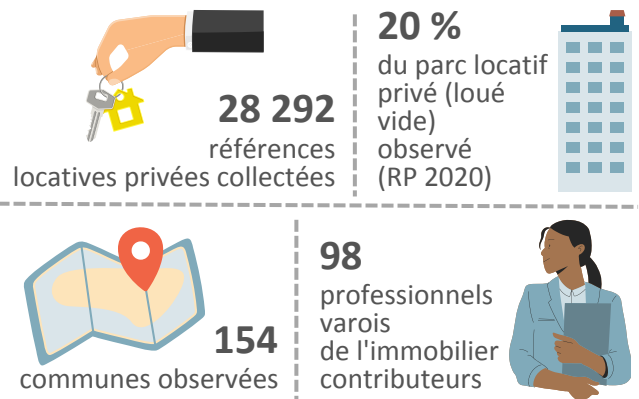 28 292
références
locatives privées collectées
20 %
du parc locatif
privé (loué
vide)
observé
(RP 2020)
154
communes observées
98
professionnels
varois
de l'immobilier
contributeurs